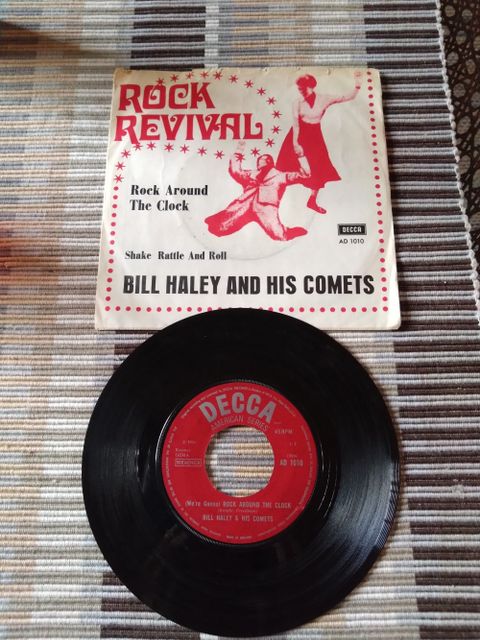 ROCK
REVIVAL
Rock Around
The Clock
DECCA
AD 1010
Shake Rattle And Roll
BILL HALEY AND HIS COMETS
DECCA
AMERICAN SERIES
45RPM
AD 1010
(We're Gonna) ROCK AROUND THE CLOCK
BILL HALEY & HIS COMETS